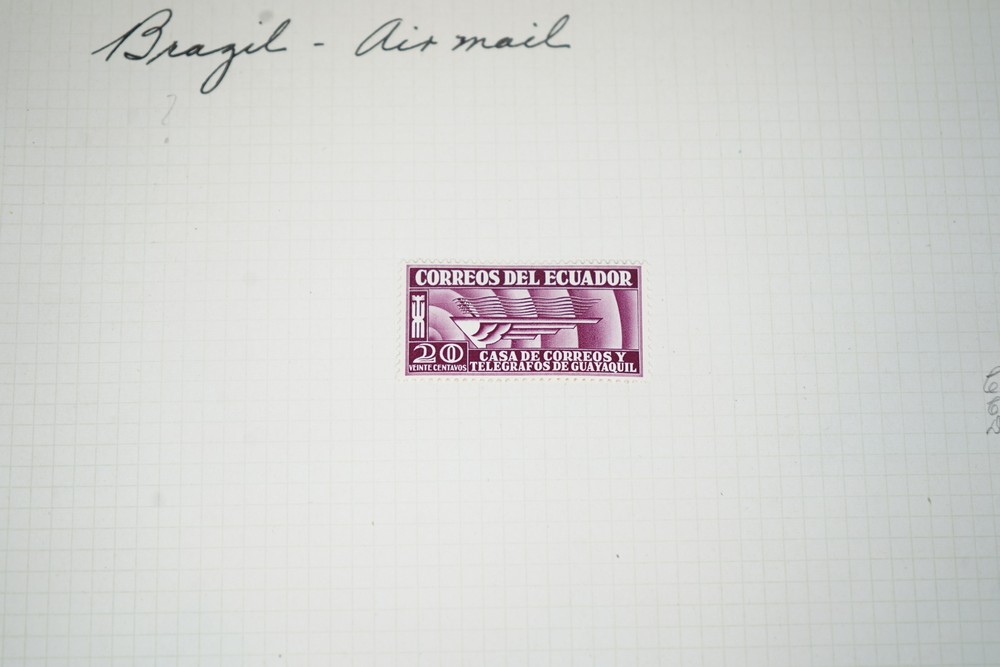 Brazil - Air mail
CORREOS DEL ECUADOR
20
VEINTE CENTAVOS
CASA DE CORREOS Y
TELEGRAFOS DE GUAYAQUIL